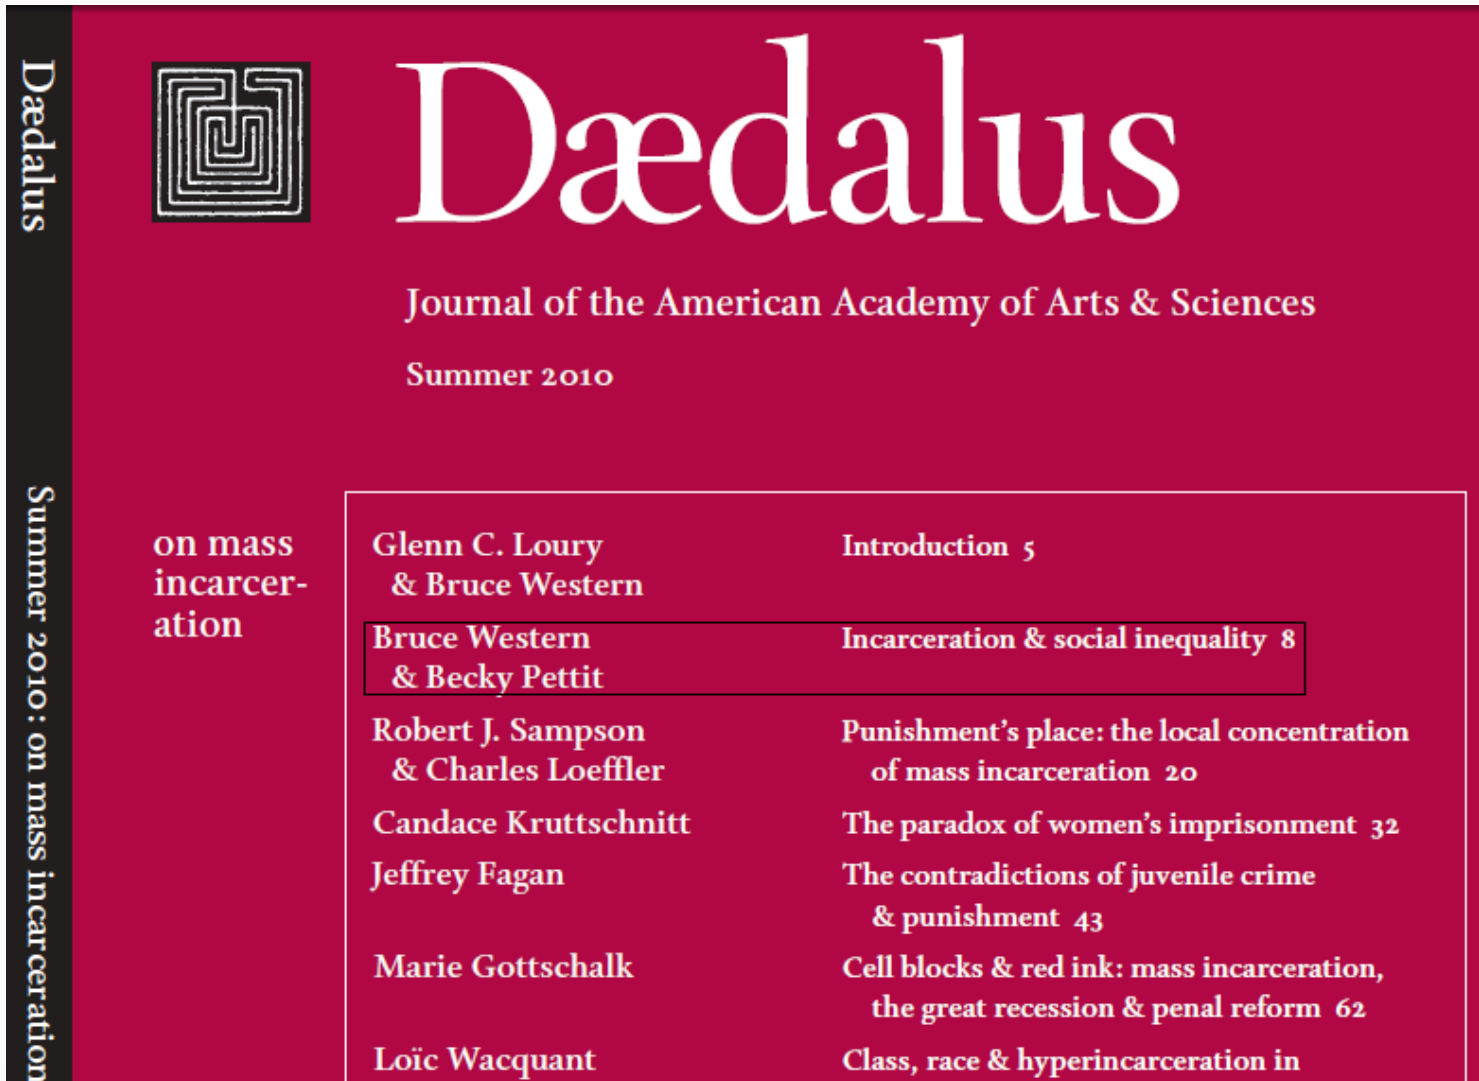 Dædalus
Summer 2010: on mass incarceration
Dædalus
Journal of the American Academy of Arts & Sciences
Summer 2010
on mass
incarcer-
ation
Glenn C. Loury
& Bruce Western
Introduction 5
Bruce Western
& Becky Pettit
Incarceration & social inequality 8
Robert J. Sampson
& Charles Loeffler
Punishment's place: the local concentration
of mass incarceration 20
Candace Kruttschnitt
The paradox of women's imprisonment 32
Jeffrey Fagan
The contradictions of juvenile crime
& punishment 43
Marie Gottschalk
Cell blocks & red ink: mass incarceration,
the great recession & penal reform 62
Loïc Wacquant
Class, race & hyperincarceration in